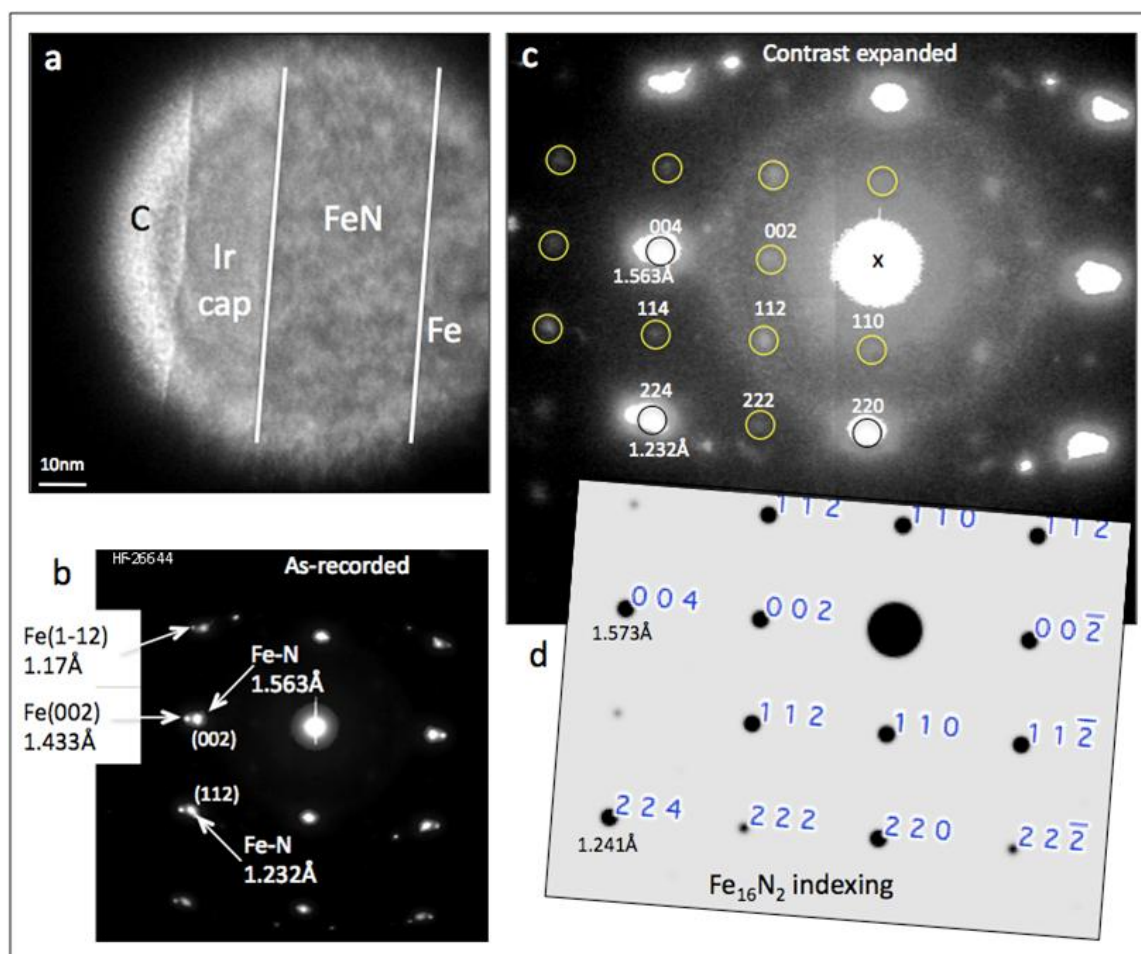 a
C
Ir
cap
FeN
Fe
10nm
b
HF-26644
As-recorded
Fe(1-12)
1.17Å
Fe(002)
1.433Å
Fe-N
1.563Å
(002)
(112)
Fe-N
1.232Å
c
Contrast expanded
004
002
x
1.563Å
114
112
110
224
222
220
1.232Å
d
1 1 2
1 1 0
1 1 2
0 0 4
0 0 2
0 0 2̅
1.573Å
1 1 2
1 1 0
1 1 2̅
2 2 4
2 2 2
2 2 0
2 2 2̅
1.241Å
Fe₁₆N₂ indexing